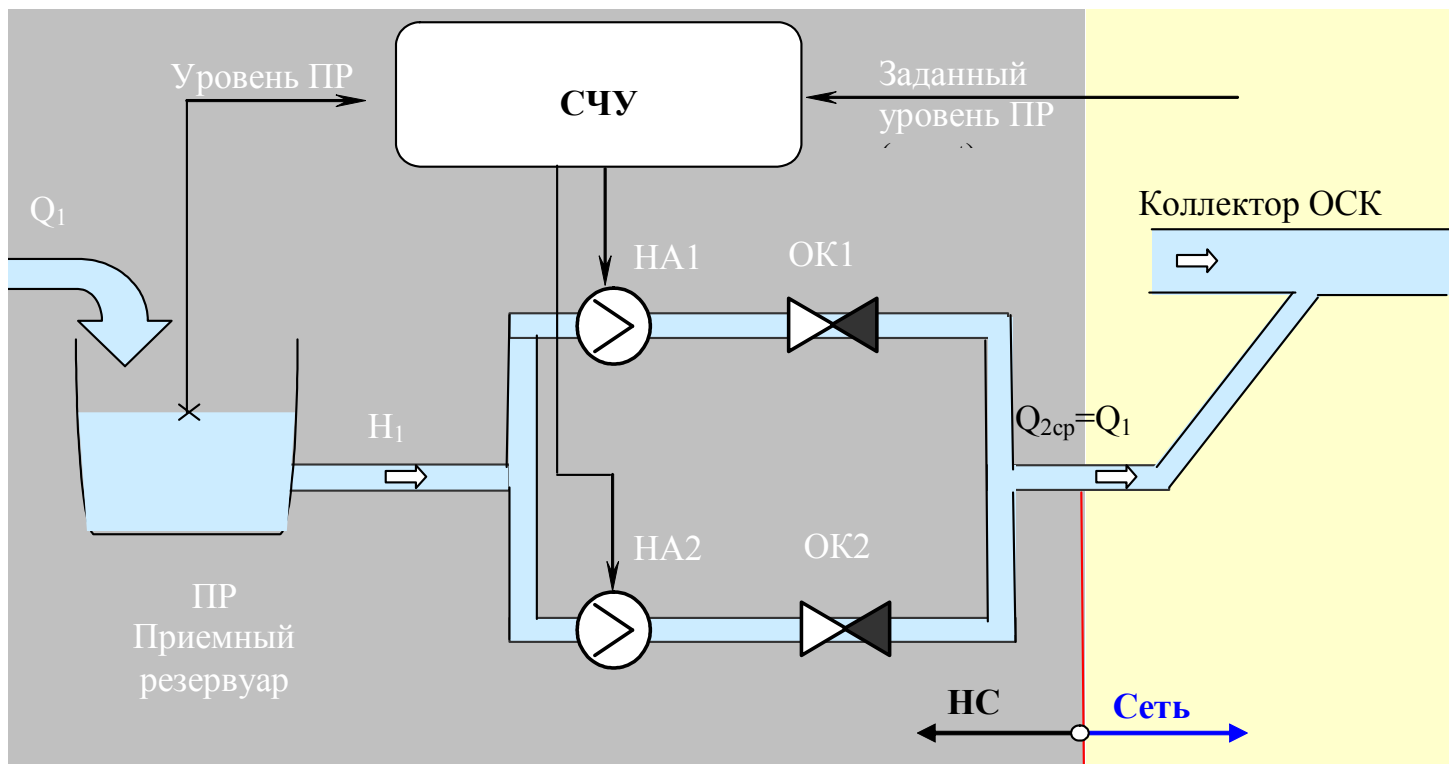 Уровень ПР
СЧУ
Заданный
уровень ПР
Q₁
Коллектор ОСК
НА1
ОК1
H₁
Q₂ср=Q₁
НА2
ОК2
ПР
Приемный
резервуар
НС
Сеть